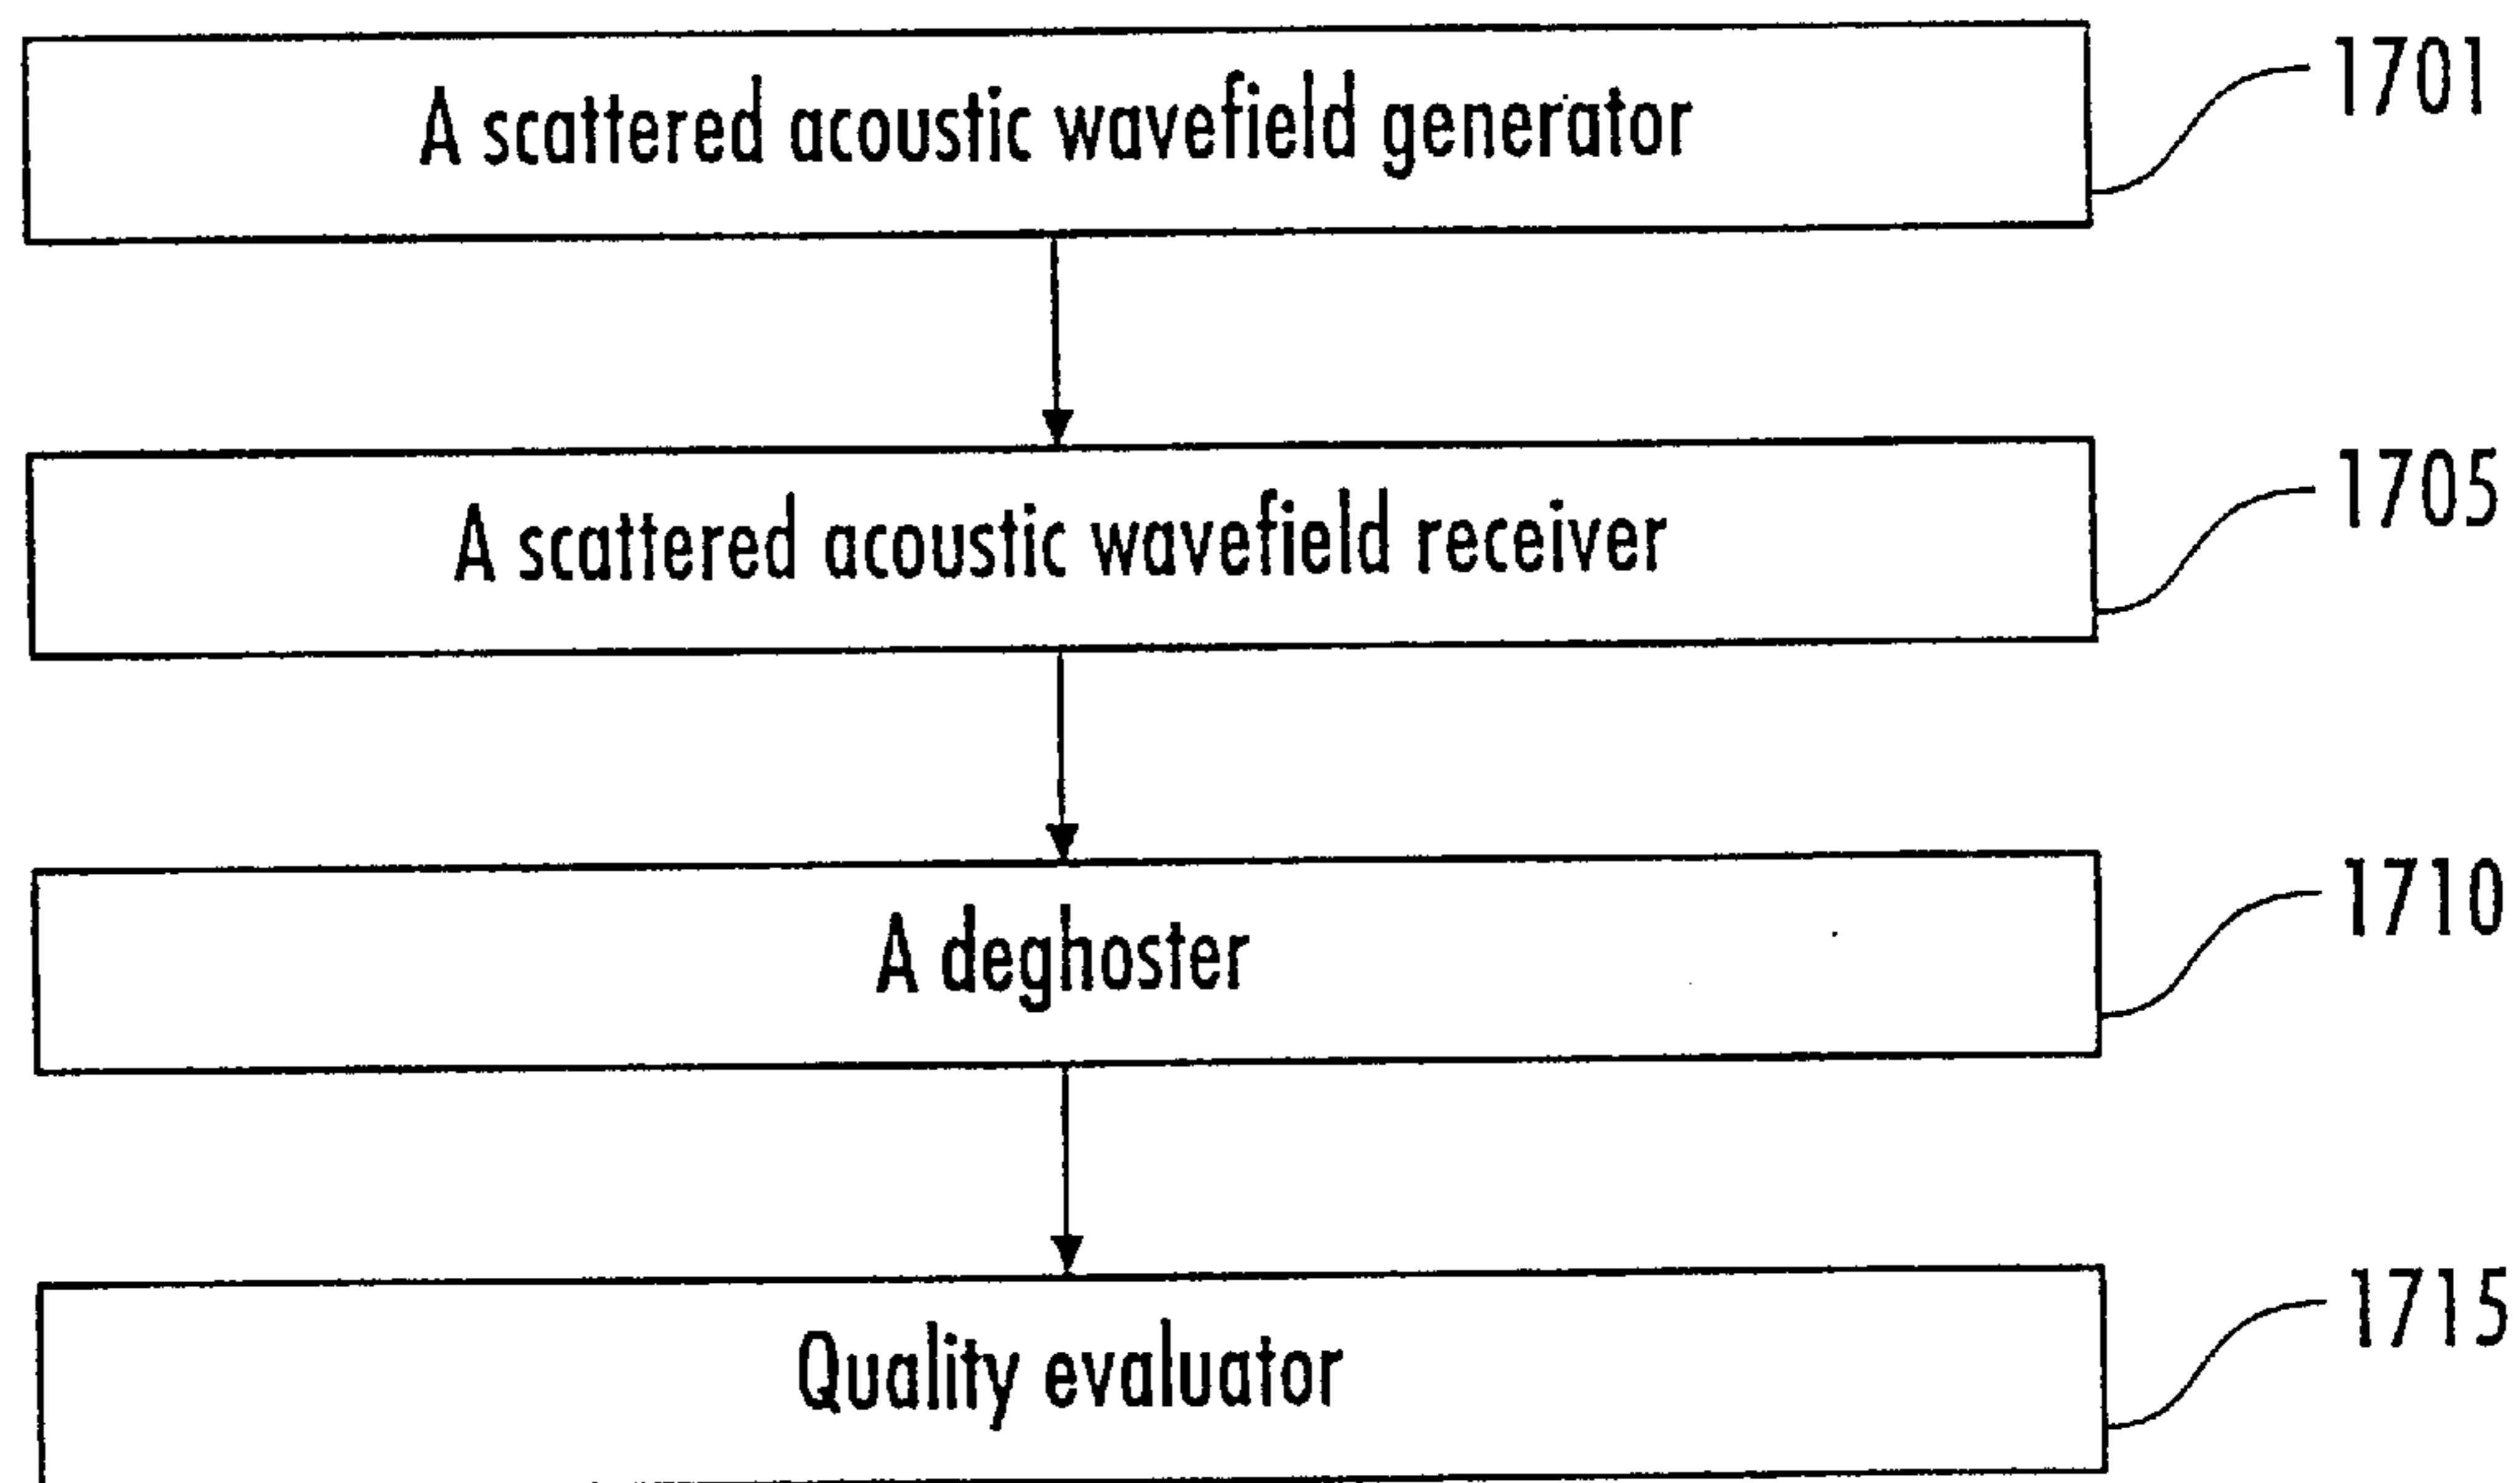 A scattered acoustic wavefield generator
1701
A scattered acoustic wavefield receiver
1705
A deghoster
1710
Quality evaluator
1715